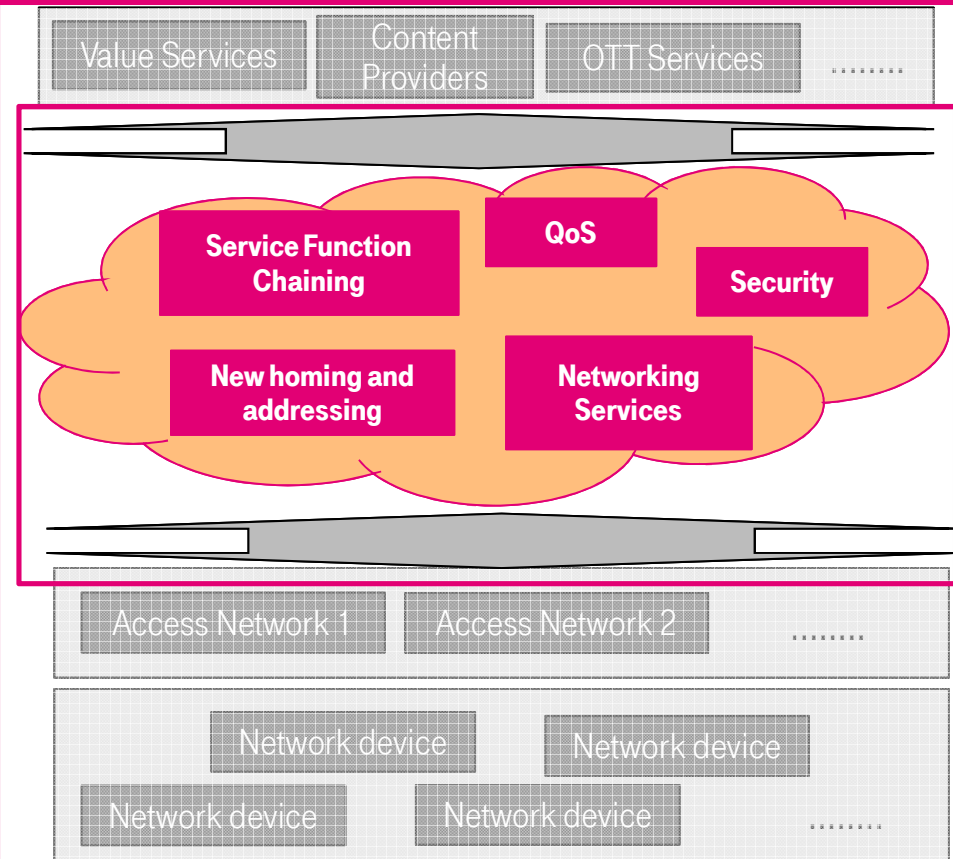 Value Services
Content
Providers
OTT Services
........
Service Function
Chaining
QoS
Security
New homing and
addressing
Networking
Services
Access Network 1
Access Network 2
........
Network device
Network device
Network device
Network device
........